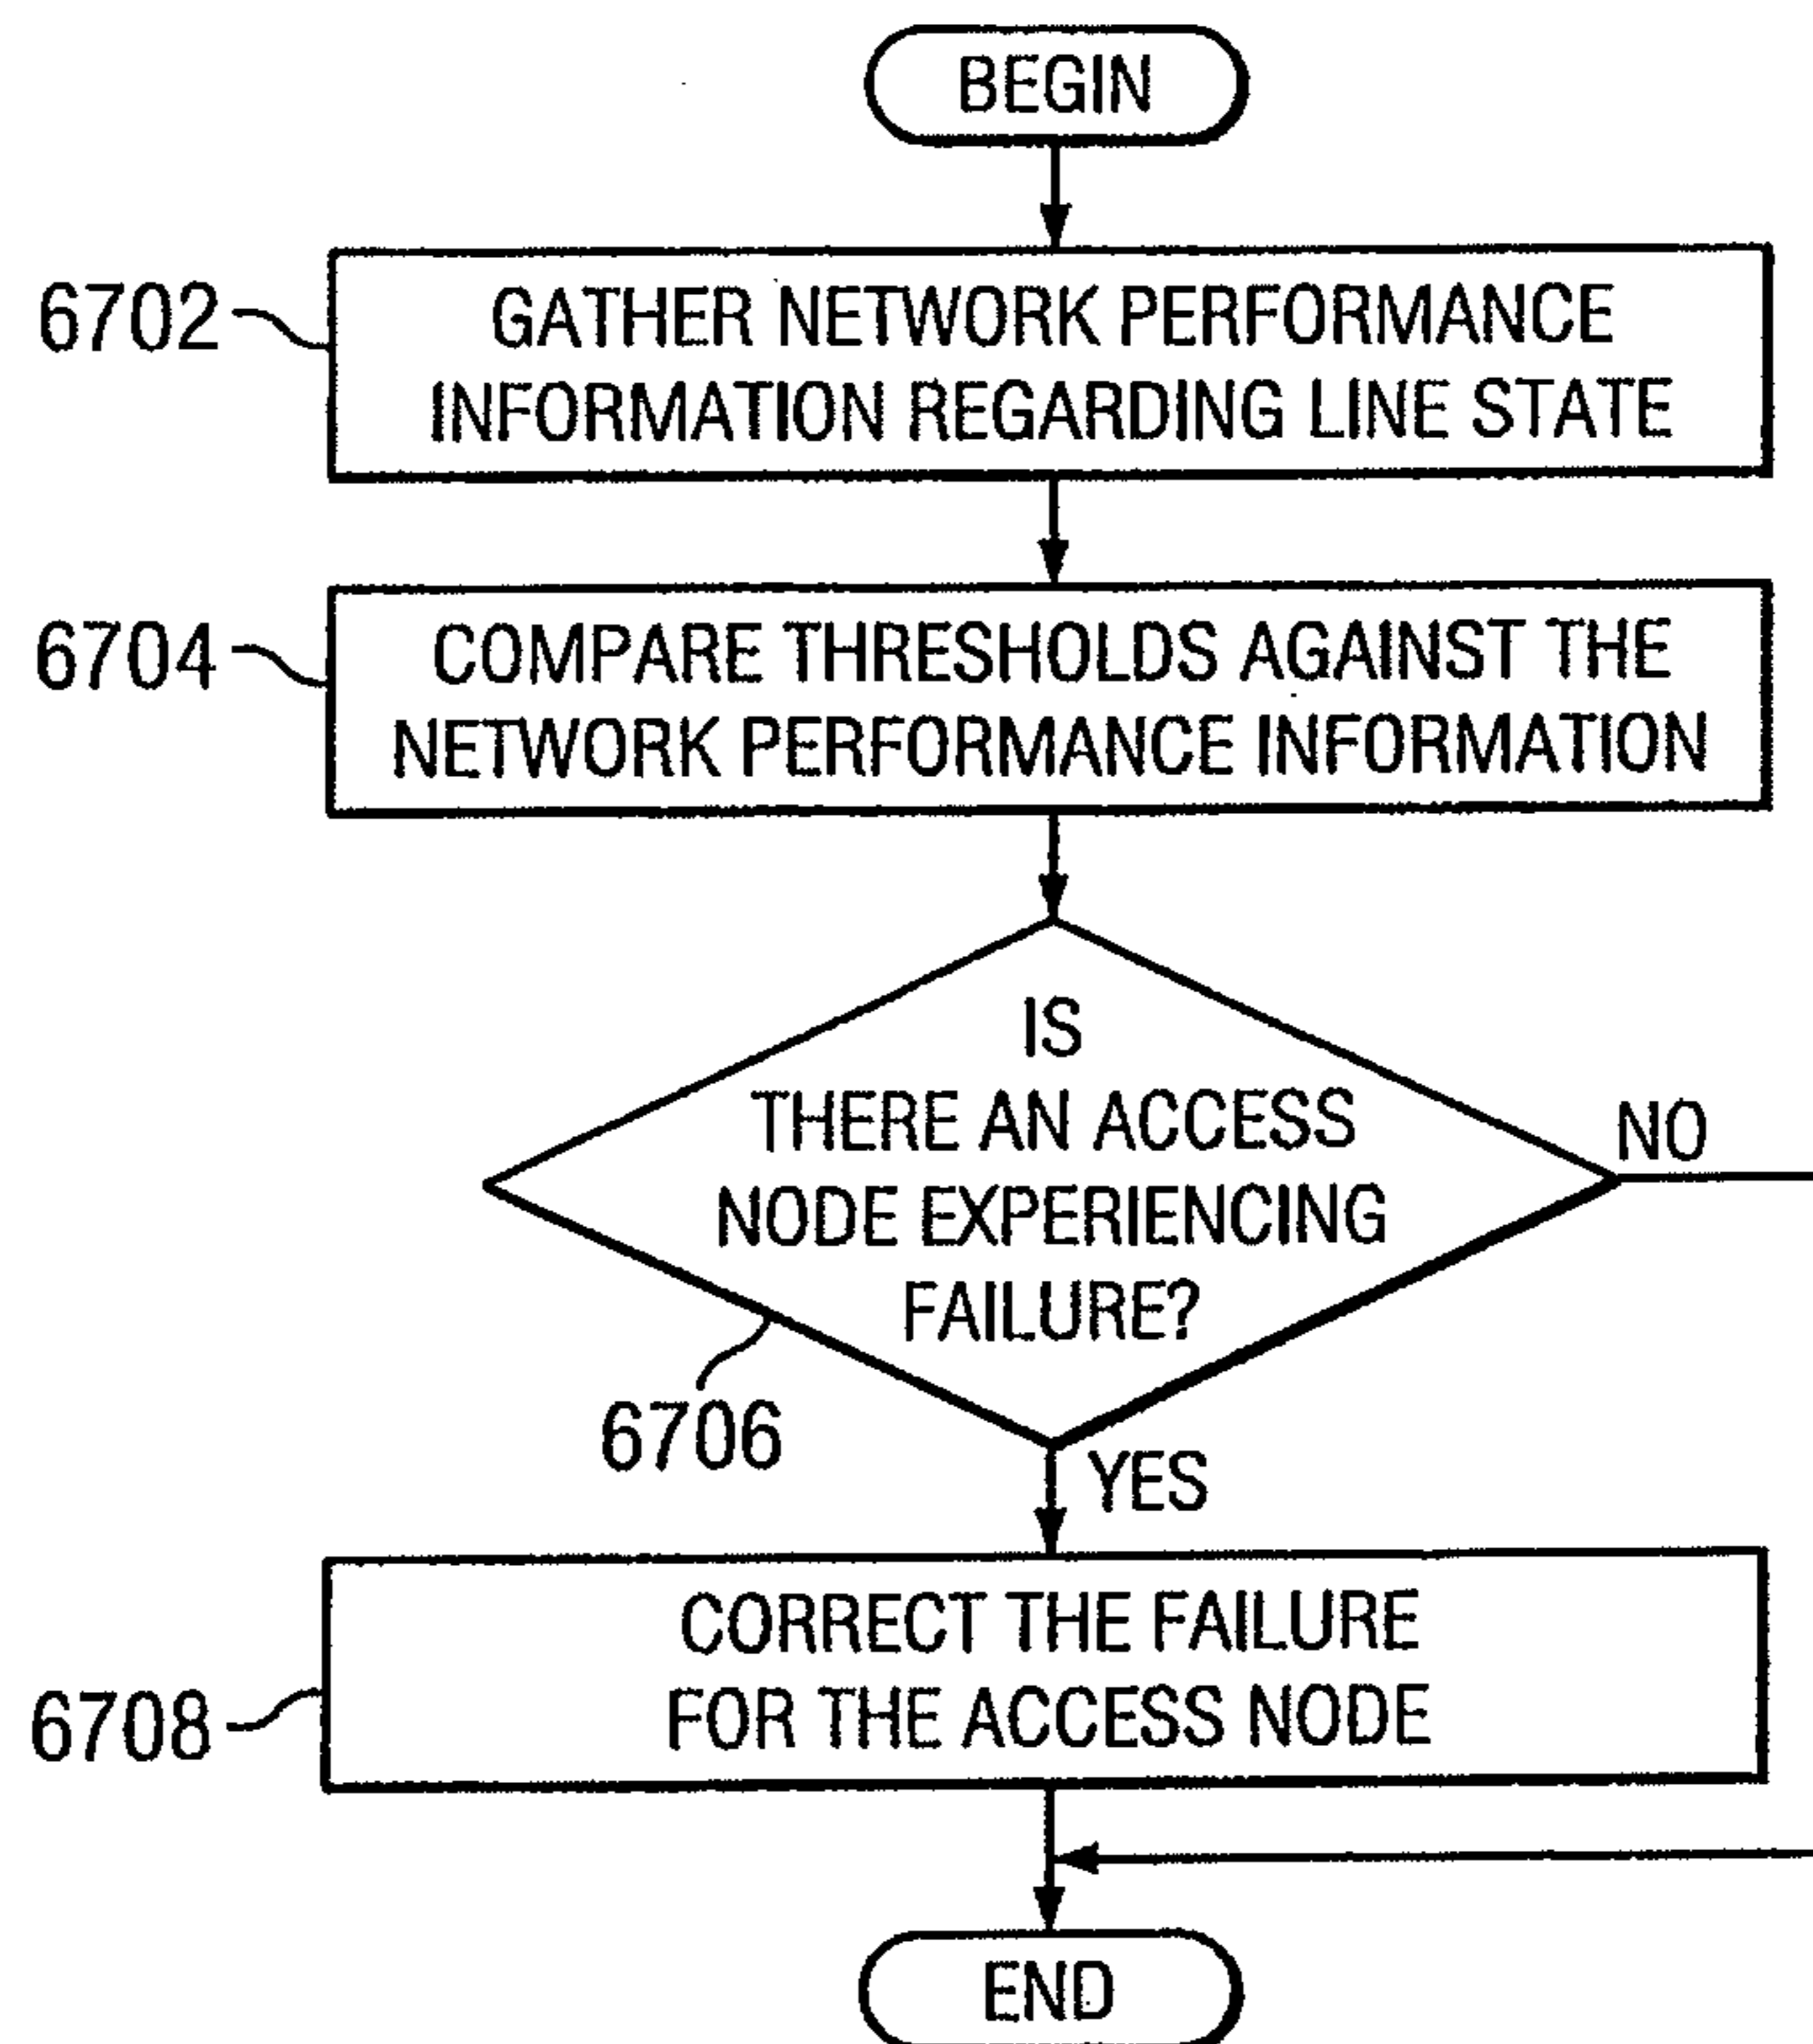 BEGIN
6702
GATHER NETWORK PERFORMANCE
INFORMATION REGARDING LINE STATE
6704
COMPARE THRESHOLDS AGAINST THE
NETWORK PERFORMANCE INFORMATION
IS
THERE AN ACCESS
NODE EXPERIENCING
FAILURE?
NO
6706
YES
6708
CORRECT THE FAILURE
FOR THE ACCESS NODE
END